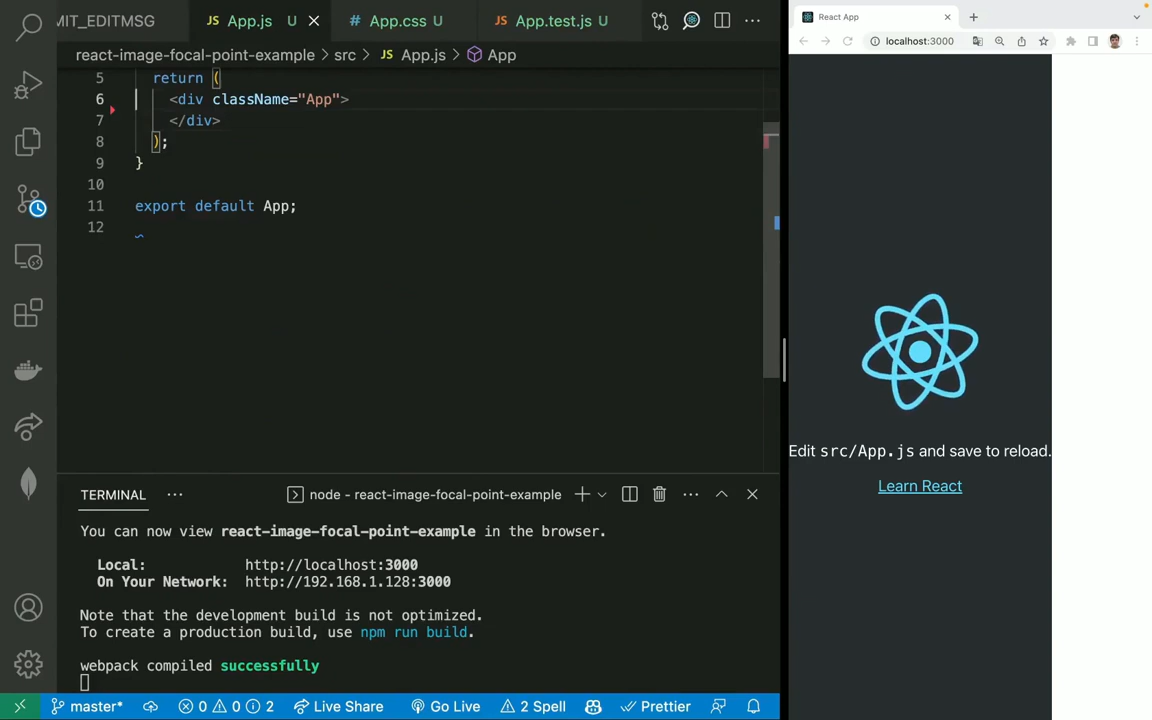 MIT_EDITMSG
JS App.js U
# App.css U
JS App.test.js U
react-image-focal-point-example > src > JS App.js > App
5 return (
6 <div className="App">
7 </div>
8 );
9 }
10
11 export default App;
12
TERMINAL
node - react-image-focal-point-example
You can now view react-image-focal-point-example in the browser.
Local: http://localhost:3000
On Your Network: http://192.168.1.128:3000
Note that the development build is not optimized.
To create a production build, use npm run build.
webpack compiled successfully
master* 0 0 2 Live Share Go Live 2 Spell Prettier
React App
localhost:3000
Edit src/App.js and save to reload.
Learn React